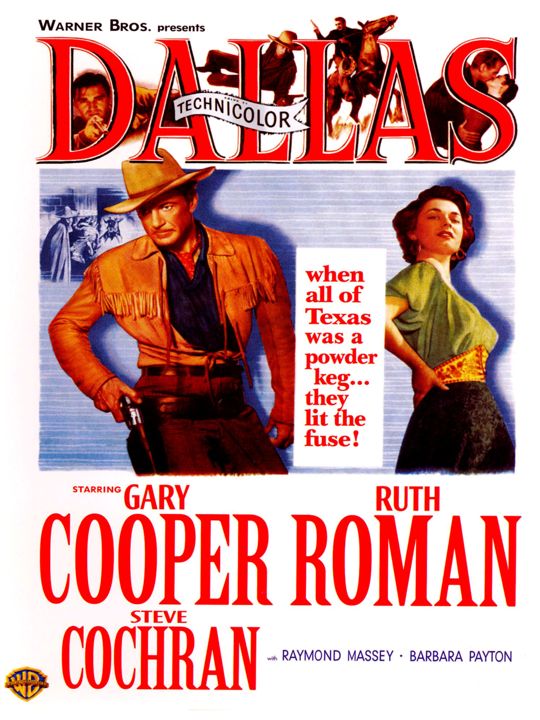 WARNER BROS. presents
DALLAS
TECHNICOLOR
when
all of
Texas
was a
powder
keg...
they
lit the
fuse!
STARRING GARY
COOPER
RUTH
ROMAN
STEVE
COCHRAN
with RAYMOND MASSEY · BARBARA PAYTON
WB